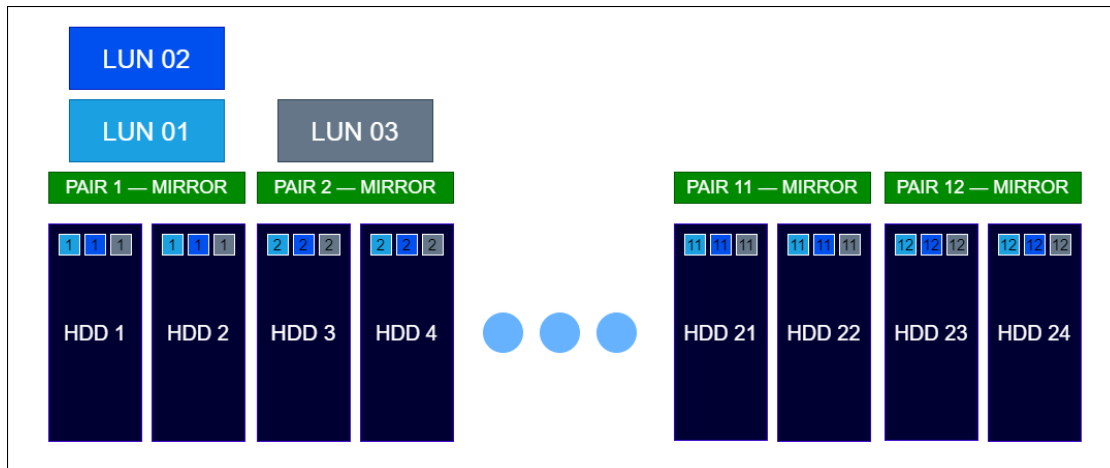 LUN 02
LUN 01 LUN 03
PAIR 1 — MIRROR PAIR 2 — MIRROR PAIR 11 — MIRROR PAIR 12 — MIRROR
1 1 1 1 1 1 2 2 2 2 2 2 11 11 11 11 11 11 12 12 12 12 12 12
HDD 1 HDD 2 HDD 3 HDD 4 HDD 21 HDD 22 HDD 23 HDD 24